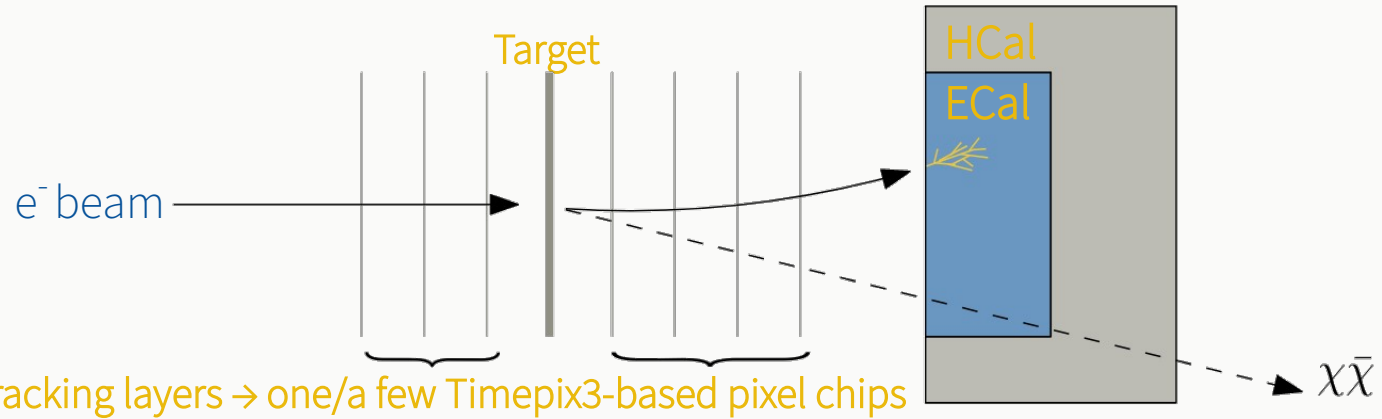 Target
HCal
ECal
e⁻ beam
racking layers → one/a few Timepix3-based pixel chips
χχ̄